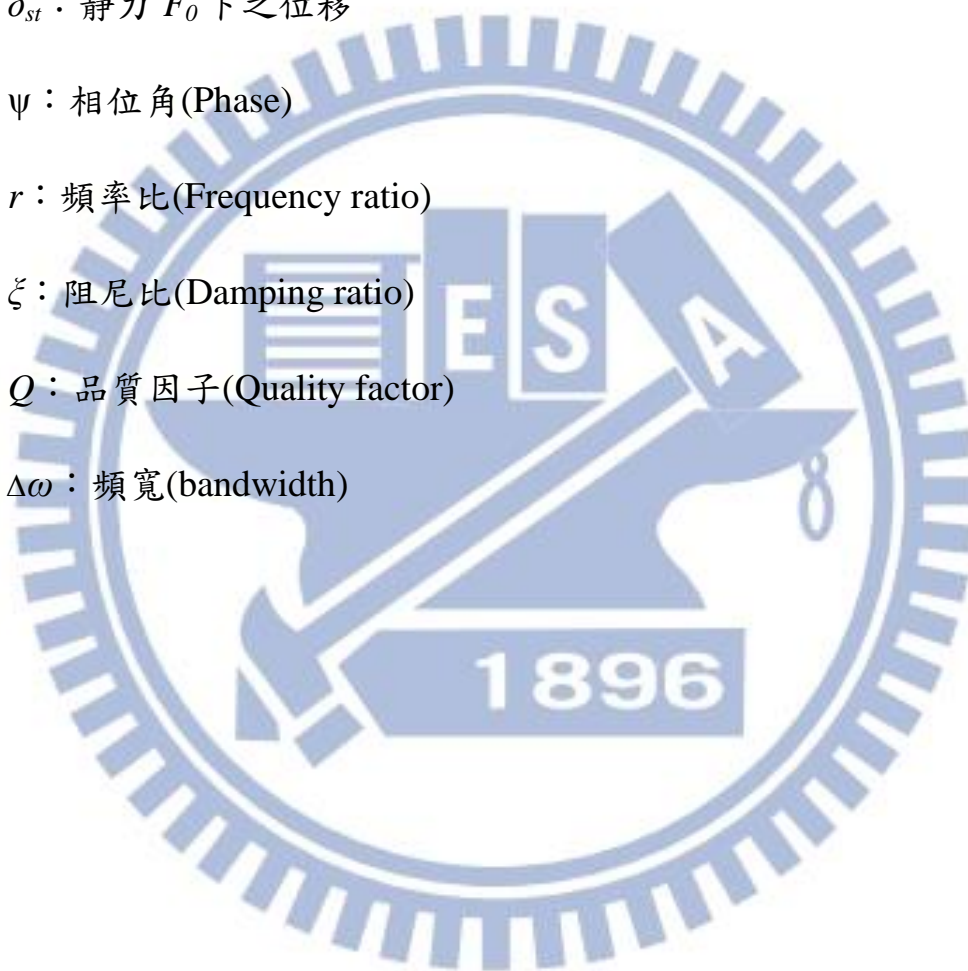 δst：靜力 F0 下之位移
ψ：相位角(Phase)
r：頻率比(Frequency ratio)
ξ：阻尼比(Damping ratio)
Q：品質因子(Quality factor)
Δω：頻寬(bandwidth)
E S A
1896